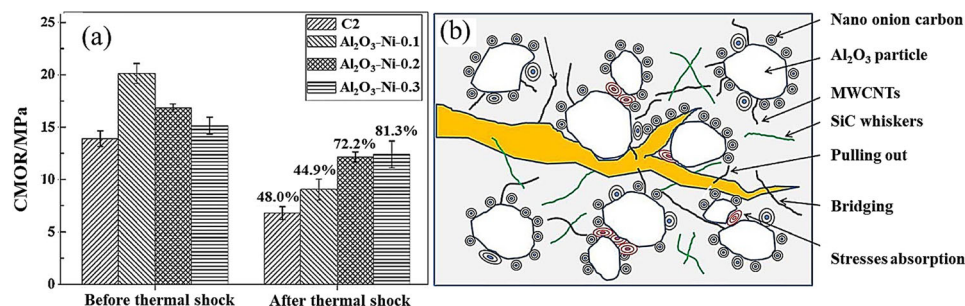 25
20
15
10
5
0
CMOR/MPa
(a)
C2
Al₂O₃-Ni-0.1
Al₂O₃-Ni-0.2
Al₂O₃-Ni-0.3
48.0%
44.9%
72.2%
81.3%
Before thermal shock
After thermal shock
(b)
Nano onion carbon
Al₂O₃ particle
MWCNTs
SiC whiskers
Pulling out
Bridging
Stresses absorption